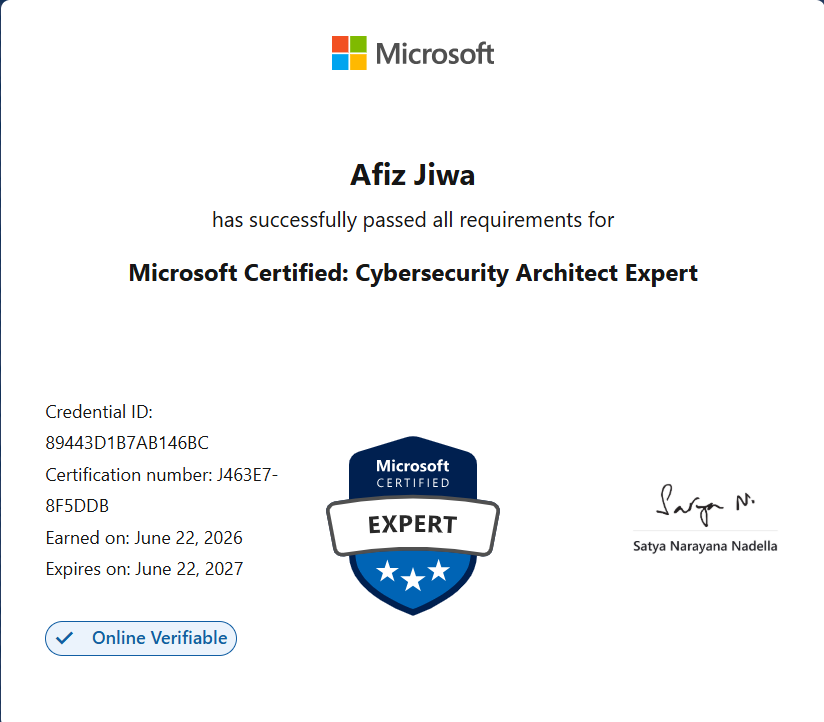 Microsoft
Afiz Jiwa
has successfully passed all requirements for
Microsoft Certified: Cybersecurity Architect Expert
Credential ID:
89443D1B7AB146BC
Certification number: J463E7-
8F5DDB
Earned on: June 22, 2026
Expires on: June 22, 2027
Online Verifiable
Microsoft
CERTIFIED
EXPERT
Satya N.
Satya Narayana Nadella